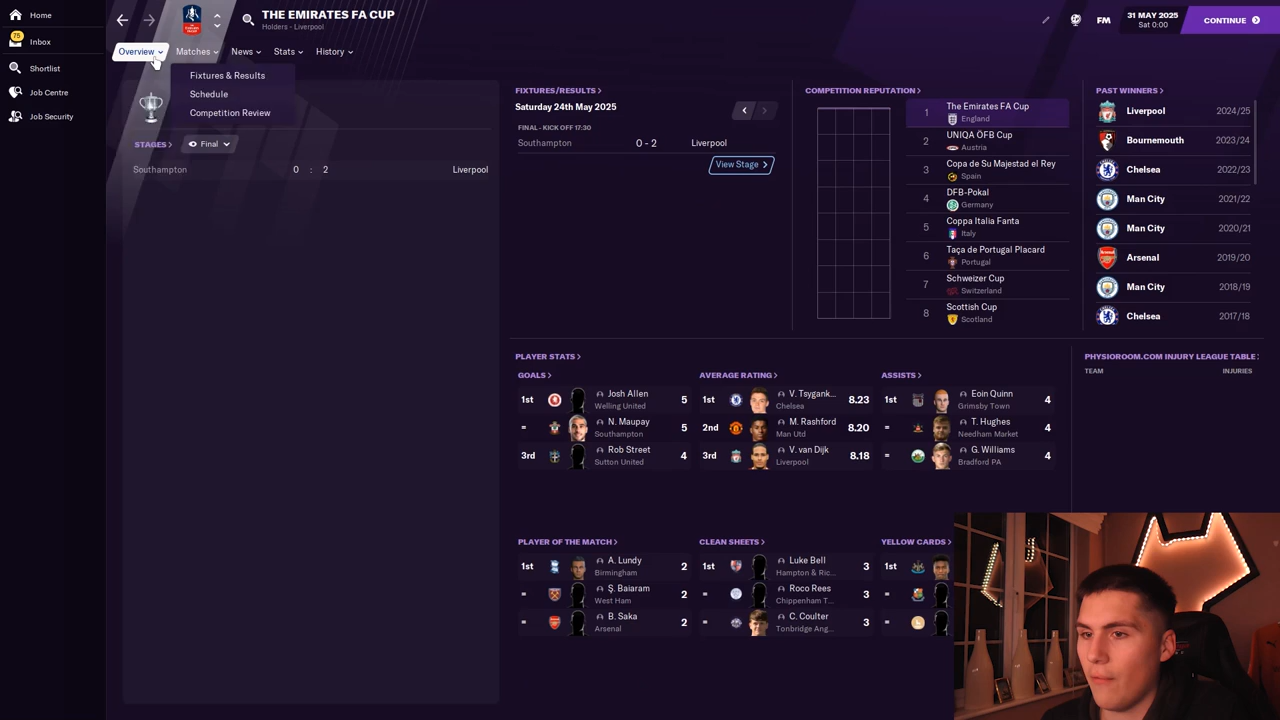 Home
75
Inbox
Shortlist
Job Centre
Job Security
THE EMIRATES FA CUP
Holders - Liverpool
FM
31 MAY 2025
Sat 0:00
CONTINUE
Overview
Matches
News
Stats
History
Fixtures & Results
Schedule
Competition Review
STAGES
Final
Southampton 0 : 2 Liverpool
FIXTURES/RESULTS
Saturday 24th May 2025
FINAL - KICK OFF 17:30
Southampton 0 - 2 Liverpool
View Stage
COMPETITION REPUTATION
1 The Emirates FA Cup
England
2 UNIQA ÖFB Cup
Austria
3 Copa de Su Majestad el Rey
Spain
4 DFB-Pokal
Germany
5 Coppa Italia Fanta
Italy
6 Taça de Portugal Placard
Portugal
7 Schweizer Cup
Switzerland
8 Scottish Cup
Scotland
PAST WINNERS
Liverpool 2024/25
Bournemouth 2023/24
Chelsea 2022/23
Man City 2021/22
Man City 2020/21
Arsenal 2019/20
Man City 2018/19
Chelsea 2017/18
PLAYER STATS
GOALS
1st Josh Allen 5
Welling United
= N. Maupay 5
Southampton
3rd Rob Street 4
Sutton United
AVERAGE RATING
1st V. Tsygank... 8.23
Chelsea
2nd M. Rashford 8.20
Man Utd
3rd V. van Dijk 8.18
Liverpool
ASSISTS
1st Eoin Quinn 4
Grimsby Town
= T. Hughes 4
Needham Market
= G. Williams 4
Bradford PA
PHYSIOROOM.COM INJURY LEAGUE TABLE
TEAM INJURIES
PLAYER OF THE MATCH
1st A. Lundy 2
Birmingham
= Ş. Baiaram 2
West Ham
= B. Saka 2
Arsenal
CLEAN SHEETS
1st Luke Bell 3
Hampton & Ric...
= Roco Rees 3
Chippenham T...
= C. Coulter 3
Tonbridge Ang...
YELLOW CARDS
1st
=
=